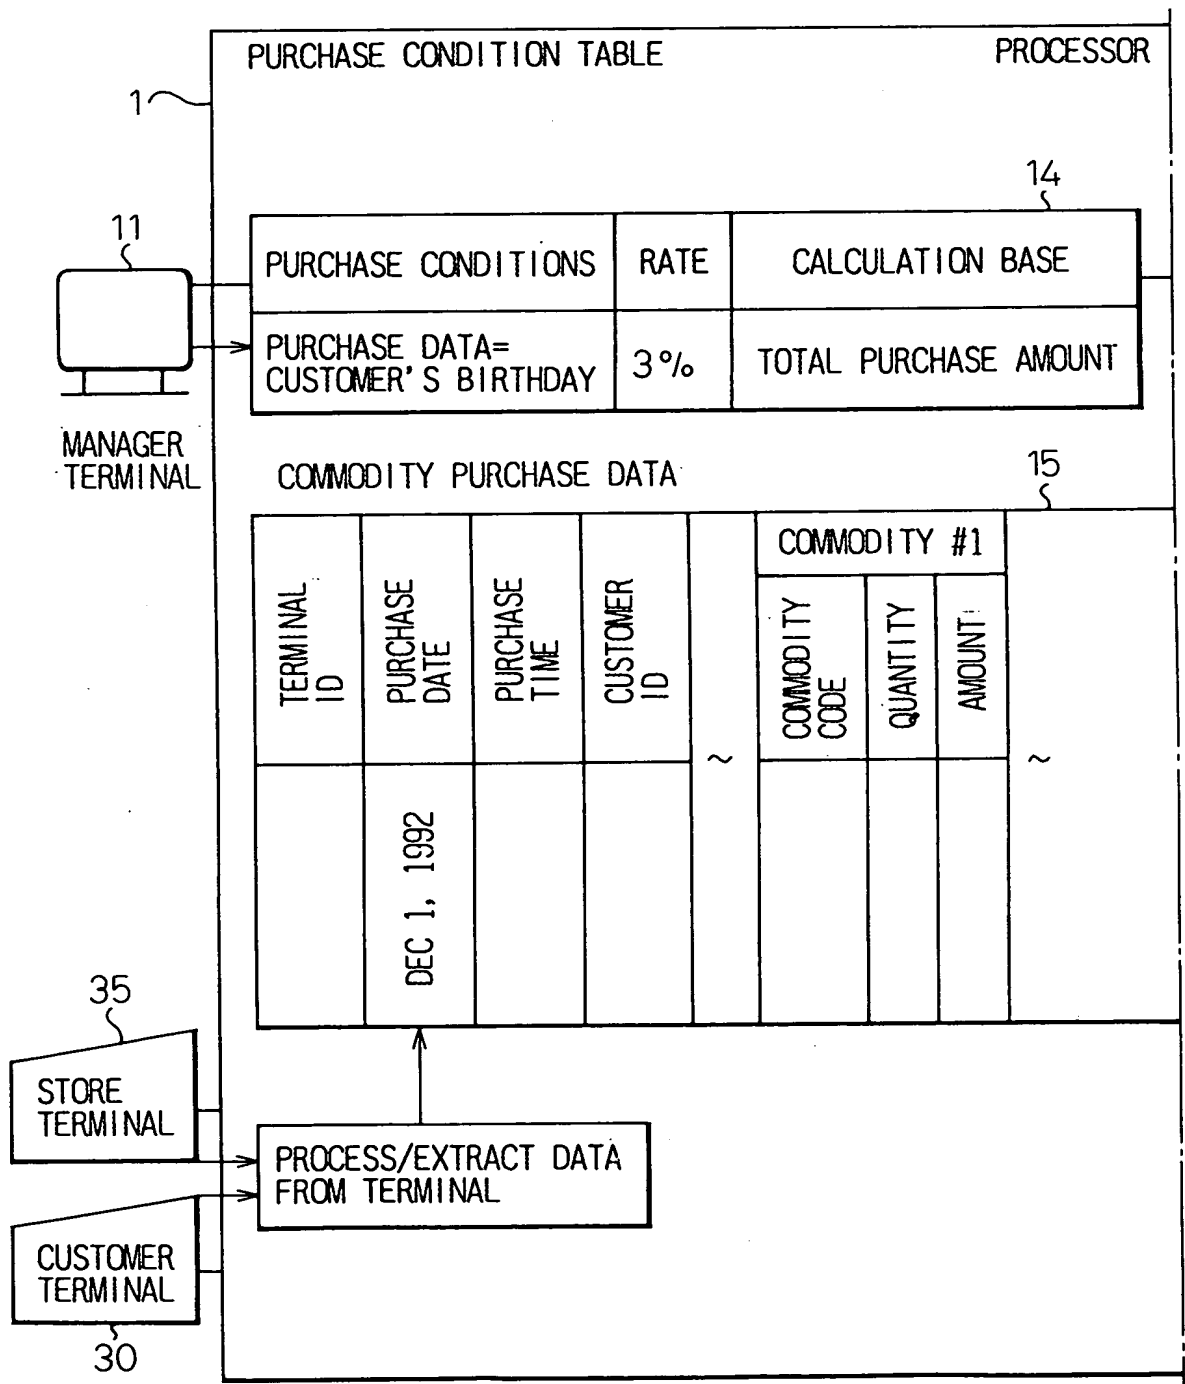 PURCHASE CONDITION TABLE
PROCESSOR
1
14
11
PURCHASE CONDITIONS
RATE
CALCULATION BASE
PURCHASE DATA=
CUSTOMER'S BIRTHDAY
3%
TOTAL PURCHASE AMOUNT
MANAGER
TERMINAL
COMMODITY PURCHASE DATA
15
TERMINAL
ID
PURCHASE
DATE
PURCHASE
TIME
CUSTOMER
ID
~
COMMODITY #1
COMMODITY
CODE
QUANTITY
AMOUNT
~
DEC 1, 1992
35
STORE
TERMINAL
PROCESS/EXTRACT DATA
FROM TERMINAL
CUSTOMER
TERMINAL
30